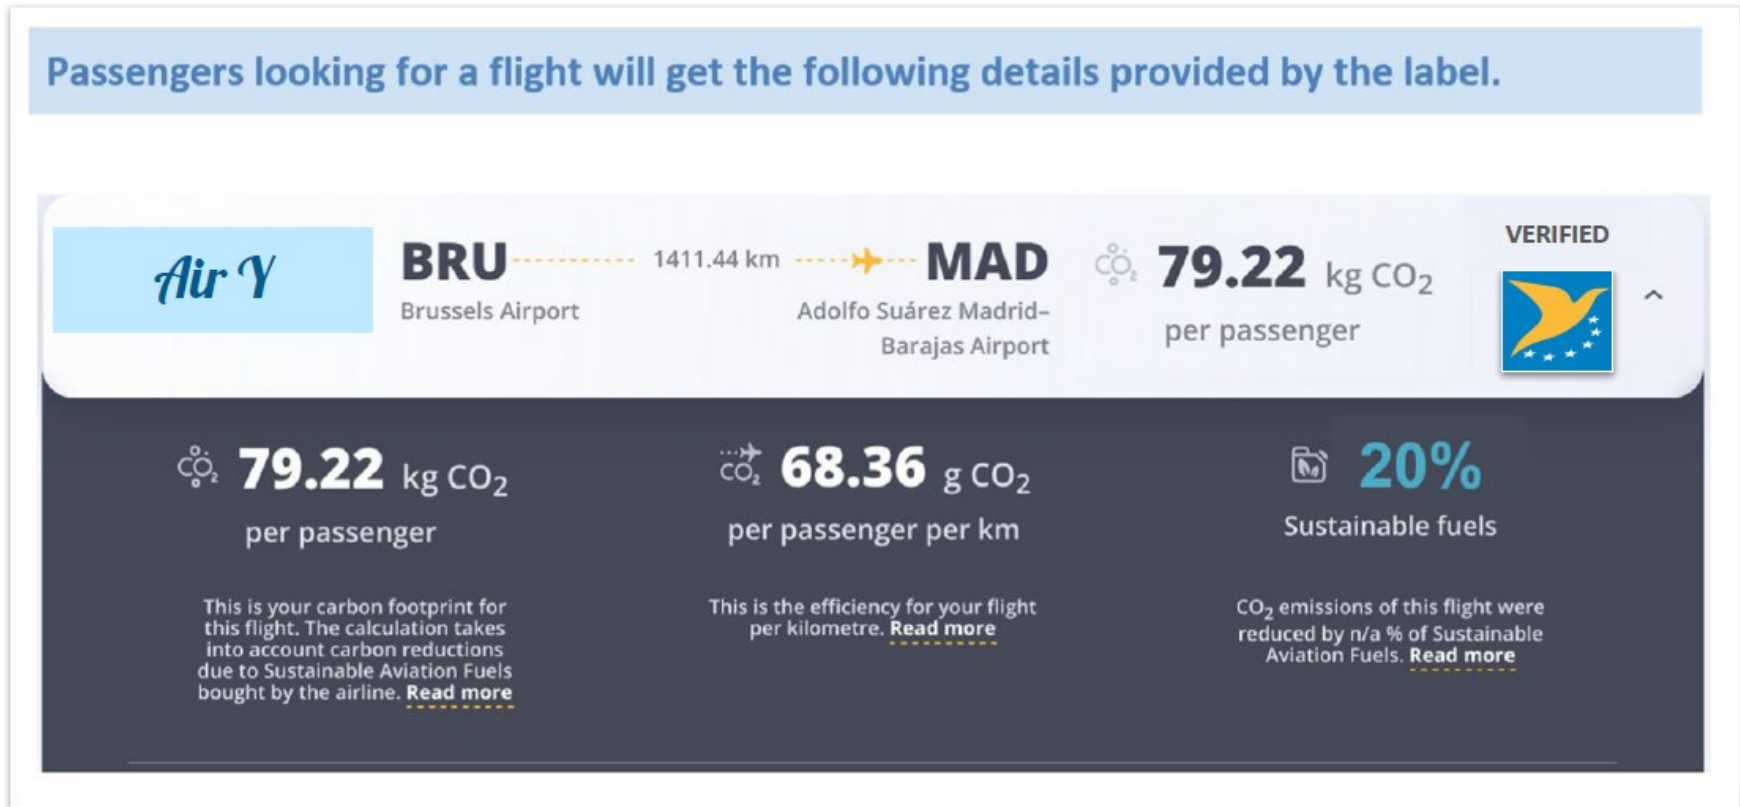 Passengers looking for a flight will get the following details provided by the label.
Air Y
BRU
1411.44 km
MAD
Brussels Airport
Adolfo Suárez Madrid–
Barajas Airport
79.22 kg CO₂
per passenger
VERIFIED
79.22 kg CO₂
per passenger
This is your carbon footprint for
this flight. The calculation takes
into account carbon reductions
due to Sustainable Aviation Fuels
bought by the airline. Read more
68.36 g CO₂
per passenger per km
This is the efficiency for your flight
per kilometre. Read more
20%
Sustainable fuels
CO₂ emissions of this flight were
reduced by n/a % of Sustainable
Aviation Fuels. Read more